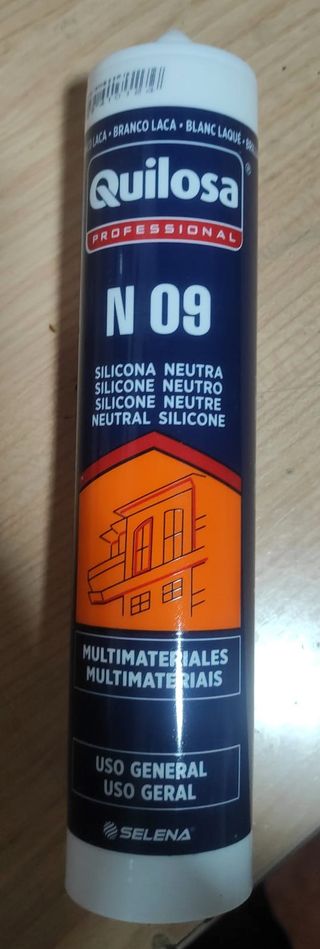 LACA • BRANCO LACA • BLANC LAQUÉ •
Quilosa®
PROFESSIONAL
N 09
SILICONA NEUTRA
SILICONE NEUTRO
SILICONE NEUTRE
NEUTRAL SILICONE
MULTIMATERIALES
MULTIMATERIAIS
USO GENERAL
USO GERAL
SELENA